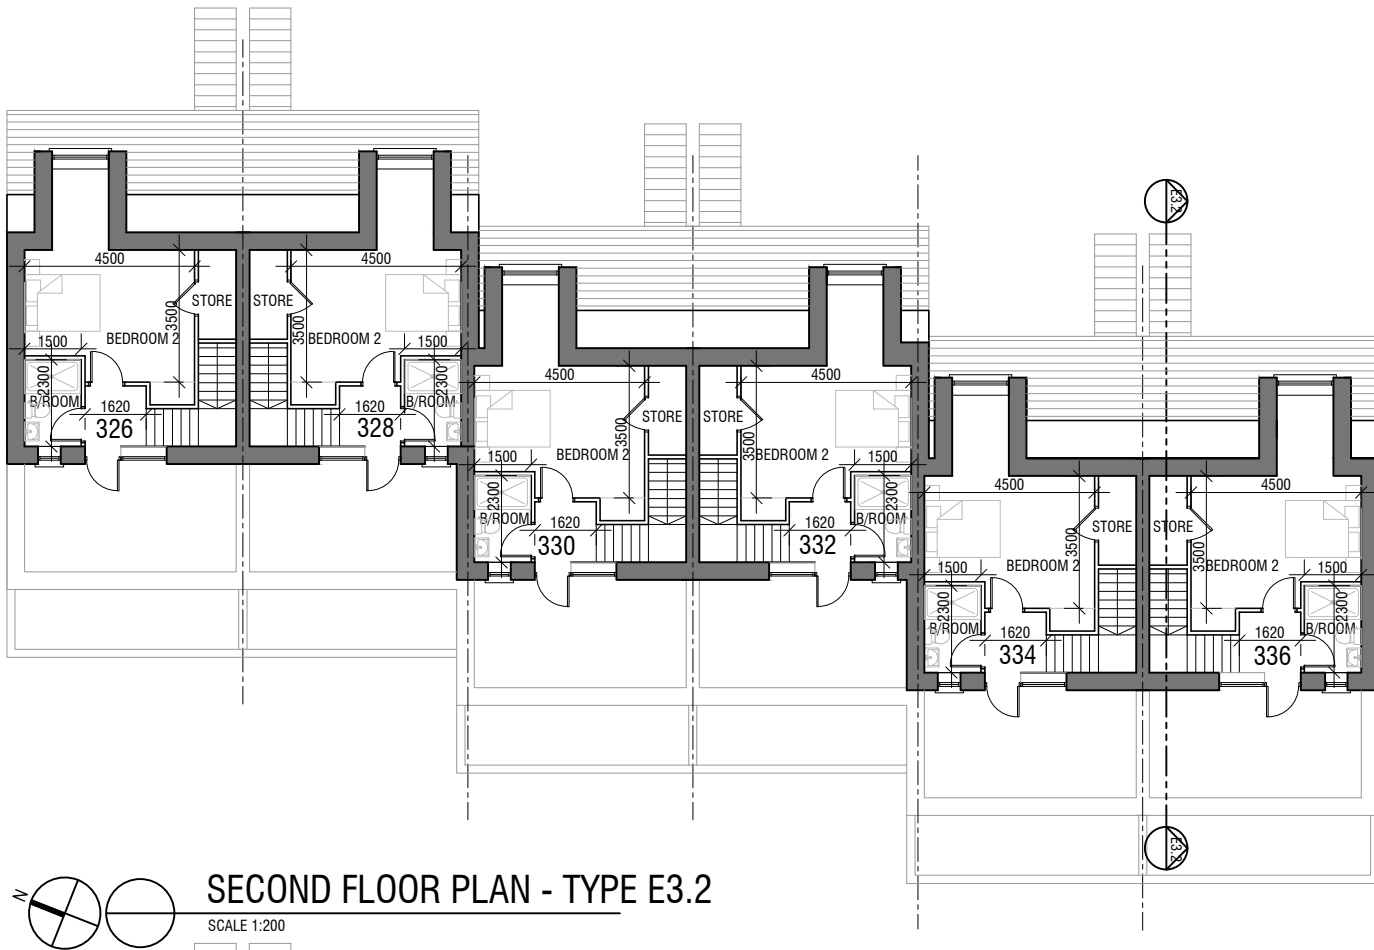 4500
4500
STORE
STORE
3500
3500
BEDROOM 2
BEDROOM 2
1500
1500
2300
2300
B/ROOM
B/ROOM
1620
1620
326
328
4500
4500
STORE
STORE
3500
3500
BEDROOM 2
BEDROOM 2
1500
1500
2300
2300
B/ROOM
B/ROOM
1620
1620
330
332
E3.2
4500
4500
STORE
STORE
3500
3500
BEDROOM 2
BEDROOM 2
1500
1500
2300
2300
B/ROOM
B/ROOM
1620
1620
334
336
E3.2
N
SECOND FLOOR PLAN - TYPE E3.2
SCALE 1:200